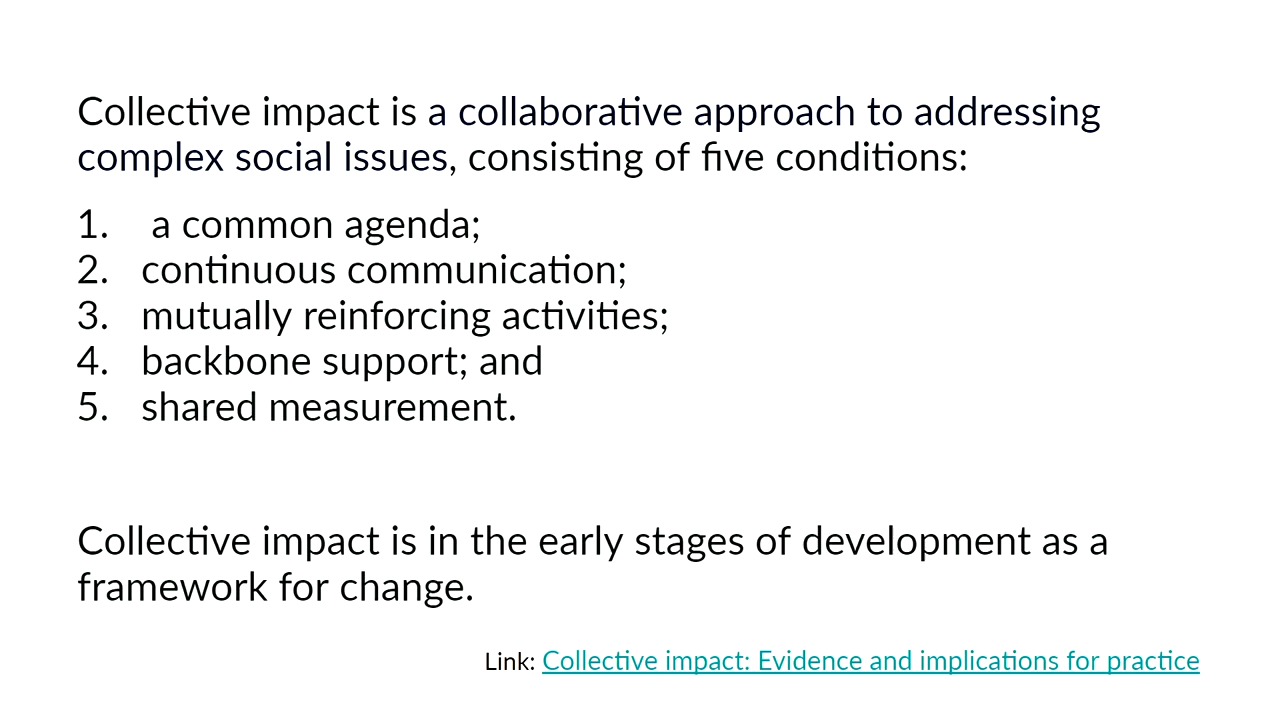 Collective impact is a collaborative approach to addressing
complex social issues, consisting of five conditions:
1. a common agenda;
2. continuous communication;
3. mutually reinforcing activities;
4. backbone support; and
5. shared measurement.
Collective impact is in the early stages of development as a
framework for change.
Link: Collective impact: Evidence and implications for practice